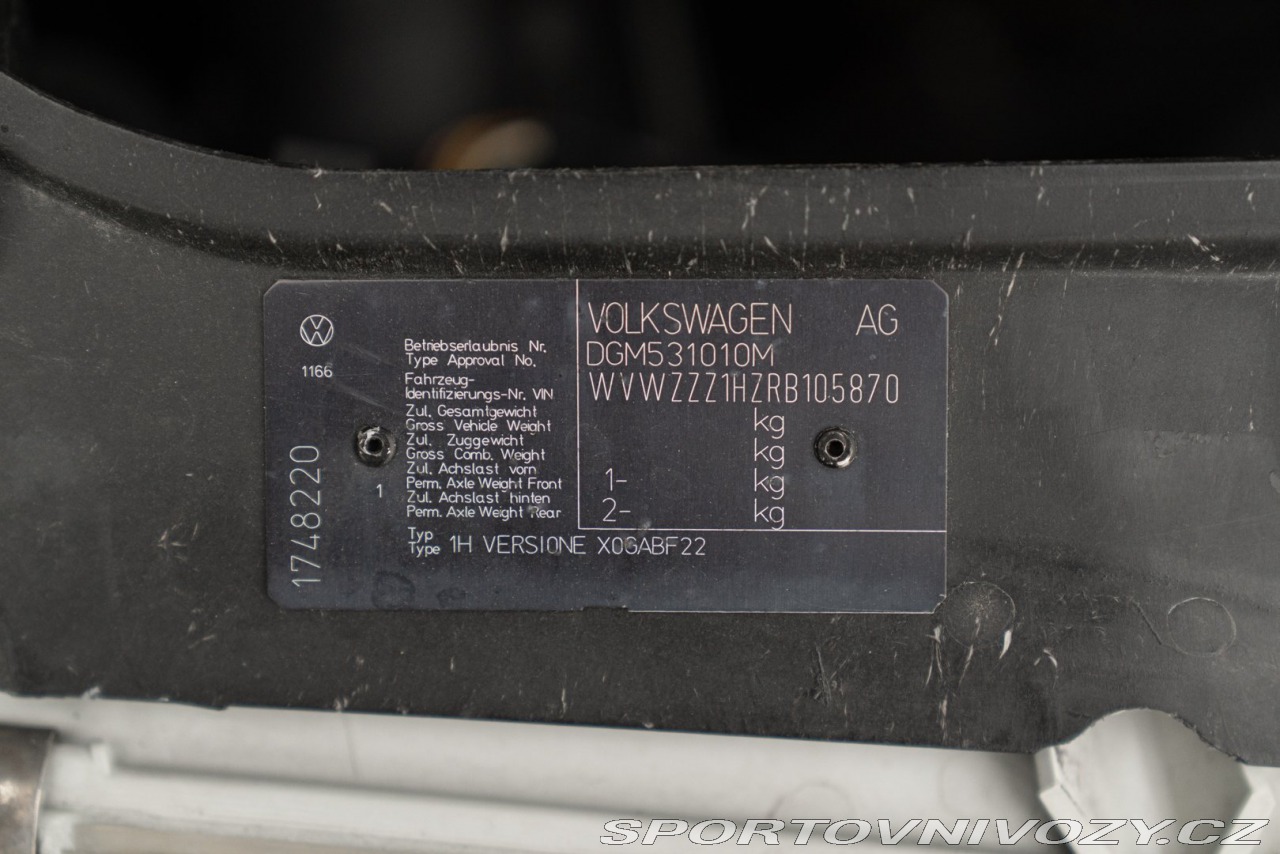 VOLKSWAGEN AG
Betriebserlaubnis Nr.
Type Approval No.
DGM531010M
1166
Fahrzeug-
Identifizierungs-Nr. VIN
WVWZZZ1HZRB105870
Zul. Gesamtgewicht
Gross Vehicle Weight
kg
Zul. Zuggewicht
Gross Comb. Weight
kg
Zul. Achslast vorn
Perm. Axle Weight Front
1- kg
Zul. Achslast hinten
Perm. Axle Weight Rear
2- kg
1
1748220
Typ
Type 1H VERSIONE X0GABF22
SPORTOVNIVOZY.CZ